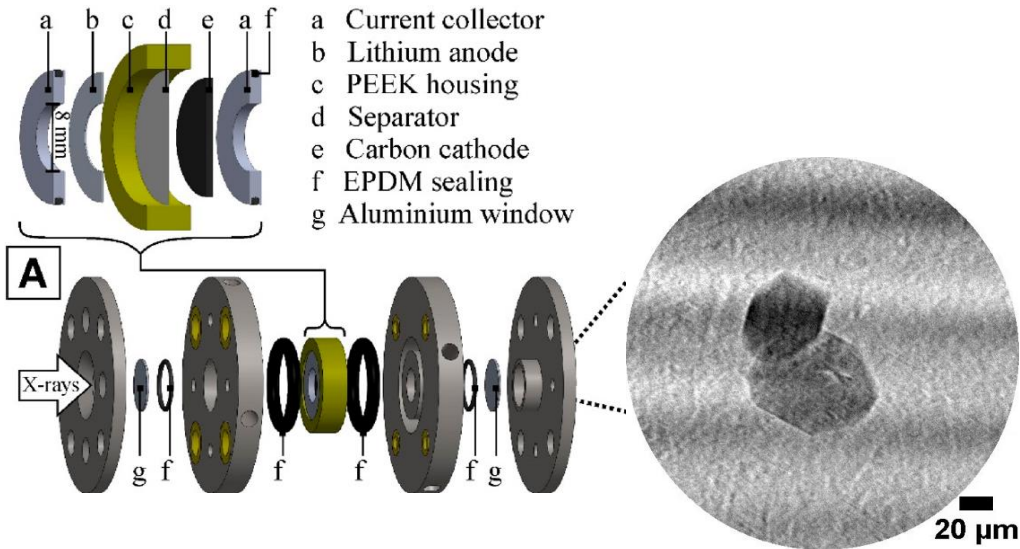 a b c d e a f
a Current collector
b Lithium anode
c PEEK housing
d Separator
e Carbon cathode
f EPDM sealing
g Aluminium window
8 mm
A
X-rays
g f f f f g
20 μm